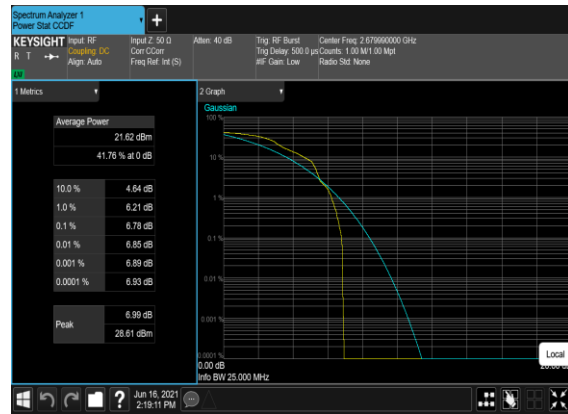 Spectrum Analyzer 1
Power Stat CCDF
KEYSIGHT
R T
LXI
Input: RF
Coupling: DC
Align: Auto
Input Z: 50 Ω
Corr CCorr
Freq Ref: Int (S)
Atten: 40 dB
Trig: RF Burst
Trig Delay: 500.0 µs
#IF Gain: Low
Center Freq: 2.679990000 GHz
Counts: 1.00 M/1.00 Mpt
Radio Std: None
1 Metrics
Average Power
21.62 dBm
41.76 % at 0 dB
10.0 % 4.64 dB
1.0 % 6.21 dB
0.1 % 6.78 dB
0.01 % 6.85 dB
0.001 % 6.89 dB
0.0001 % 6.93 dB
Peak
6.99 dB
28.61 dBm
2 Graph
Gaussian
100 %
10 %
1 %
0.1 %
0.01 %
0.001 %
0.0001 %
0.00 dB
Info BW 25.000 MHz
Local
Jun 16, 2021
2:19:11 PM